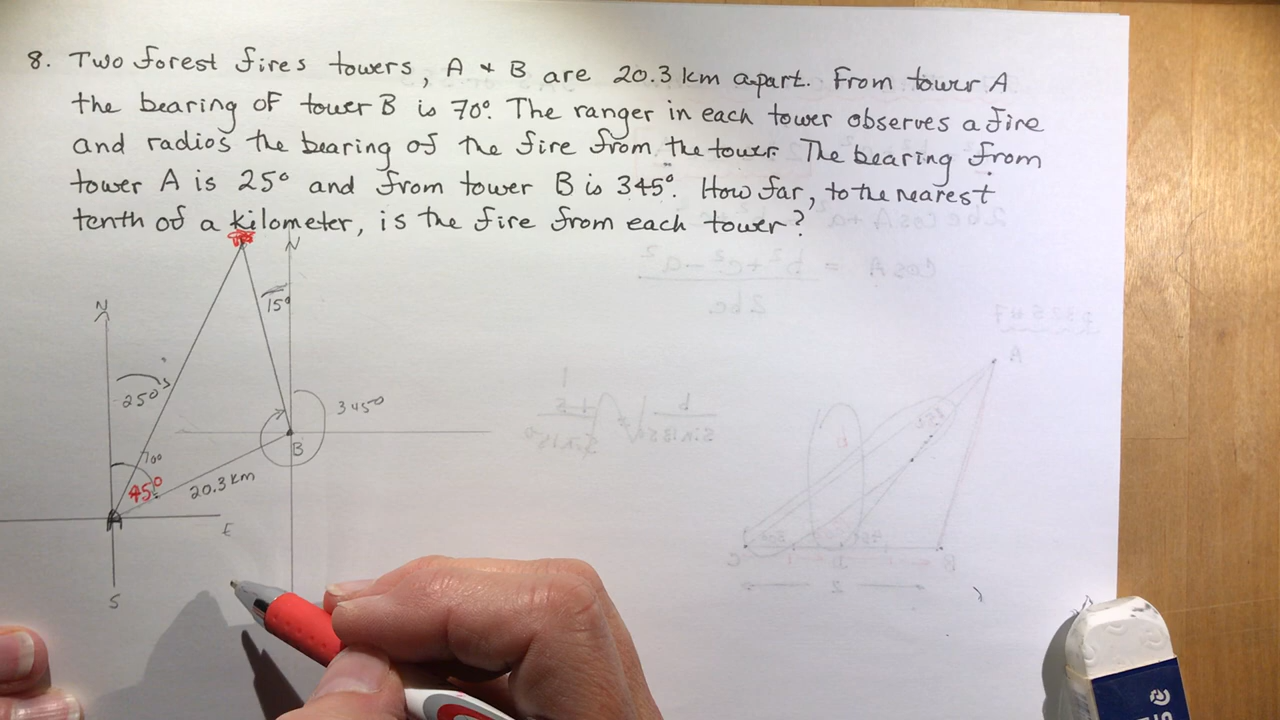 8. Two forest fires towers, A & B are 20.3 km apart. From tower A
the bearing of tower B is 70°. The ranger in each tower observes a fire
and radio's the bearing of the fire from the tower The bearing from
tower A is 25° and from tower B is 345°. How far, to the nearest
tenth of a kilometer, is the fire from each tower?
N
N
15°
25°
345°
B
70°
45°
20.3 km
E
S